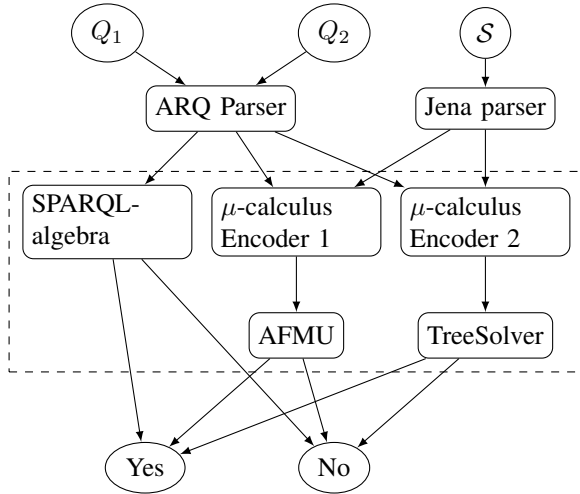 Q₁ Q₂ 𝒮
ARQ Parser Jena parser
SPARQL-
algebra
μ-calculus
Encoder 1
μ-calculus
Encoder 2
AFMU TreeSolver
Yes No